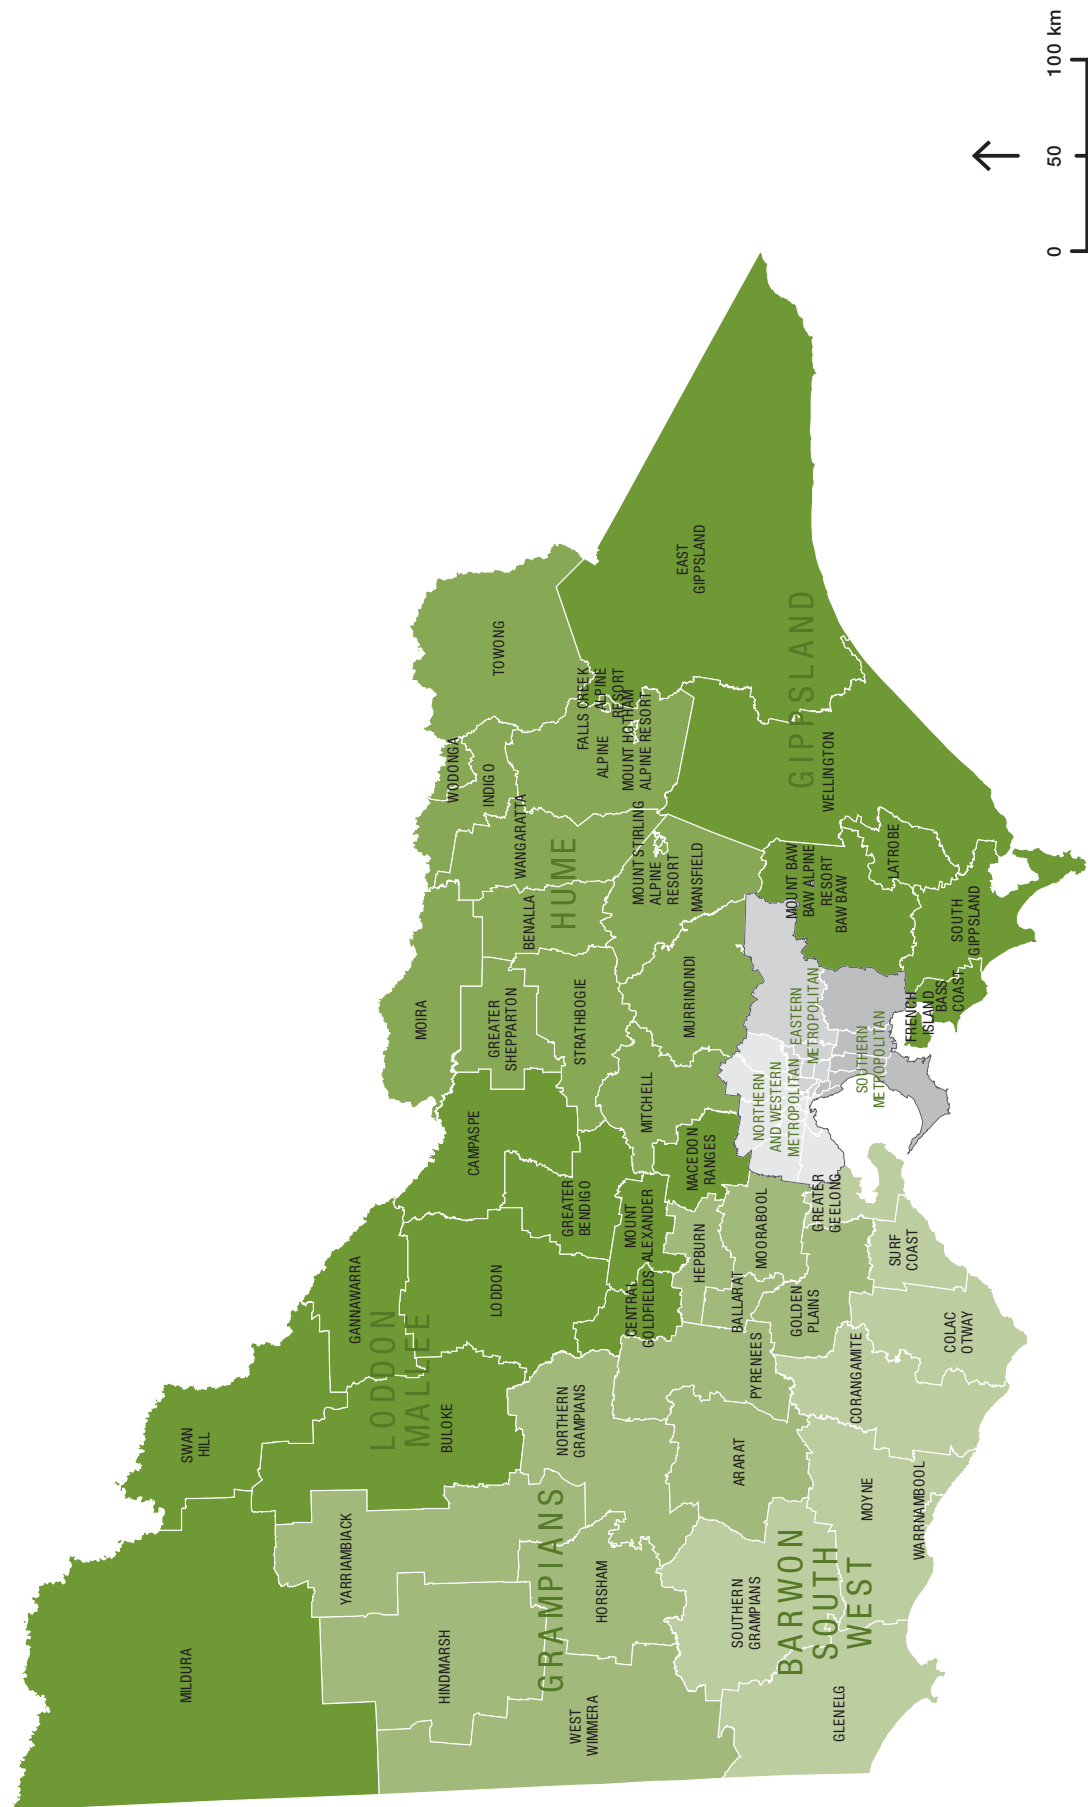 MILDURA
SWAN
HILL
GANNAWARRA
LODDON
MALLEE
BULOKE
YARRIAMBIACK
HINDMARSH
WEST
WIMMERA
HORSHAM
GRAMPIANS
NORTHERN
GRAMPIANS
LODDON
CAMPASPE
GREATER
BENDIGO
MOUNT
ALEXANDER
CENTRAL
GOLDFIELDS
MACEDON
RANGES
MOIRA
GREATER
SHEPPARTON
STRATHBOGIE
BENALLA
HUME
WANGARATTA
INDIGO
WODONGA
TOWONG
ALPINE
FALLS CREEK
ALPINE
RESORT
MOUNT HOTHAM
ALPINE RESORT
MOUNT STIRLING
ALPINE
RESORT
MANSFIELD
MURRINDINDI
MITCHELL
HEPBURN
MOORABOOL
BALLARAT
GOLDEN
PLAINS
PYRENEES
ARARAT
SOUTHERN
GRAMPIANS
BARWON
SOUTH
WEST
GLENELG
MOYNE
WARRNAMBOOL
CORANGAMITE
COLAC
OTWAY
SURF
COAST
GREATER
GEELONG
NORTHERN
AND WESTERN
METROPOLITAN
EASTERN
METROPOLITAN
SOUTHERN
METROPOLITAN
FRENCH
ISLAND
BASS
COAST
SOUTH
GIPPSLAND
LATROBE
MOUNT BAW
BAW ALPINE
RESORT
BAW BAW
WELLINGTON
GIPPSLAND
EAST
GIPPSLAND
0 50 100 km